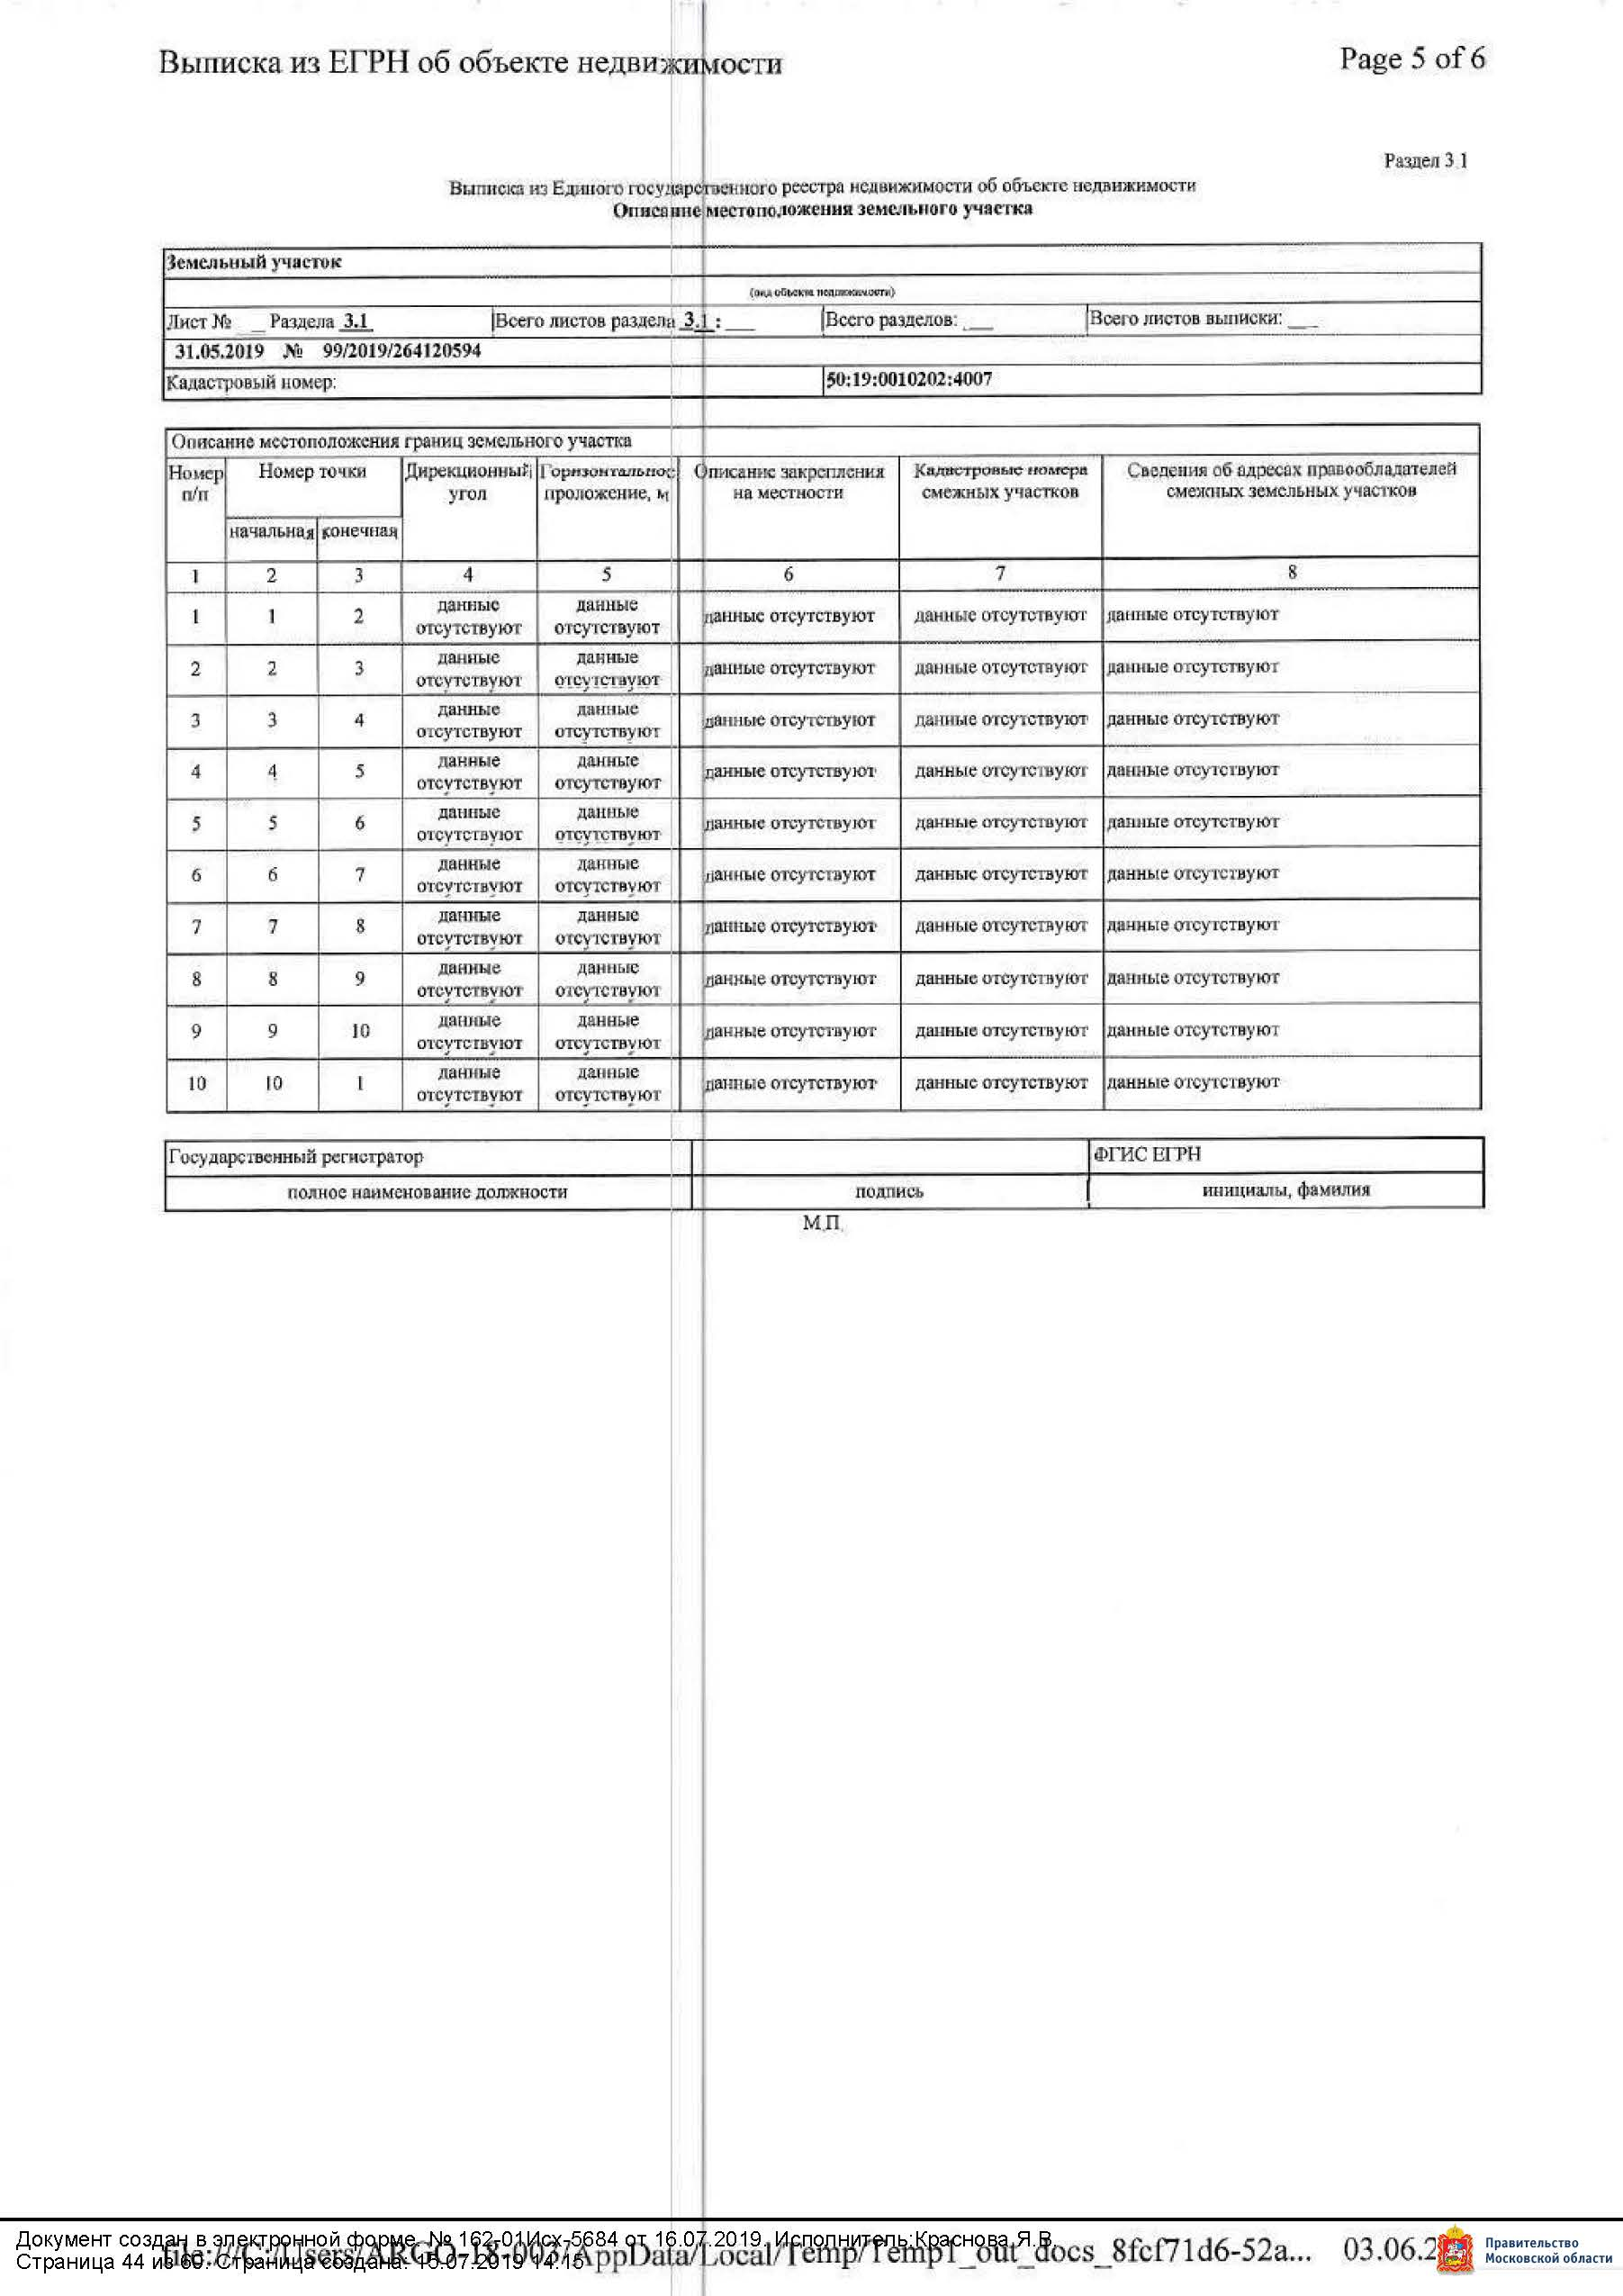 Выписка из ЕГРН об объекте недвижимости Page 5 of 6
Раздел 3.1
Выписка из Единого государственного реестра недвижимости об объекте недвижимости
Описание местоположения земельного участка
Земельный участок
(вид объекта недвижимости)
Лист № ___ Раздела 3.1 Всего листов раздела 3.1 : ___ Всего разделов: ___ Всего листов выписки: ___
31.05.2019 № 99/2019/264120594
Кадастровый номер: 50:19:0010202:4007
Описание местоположения границ земельного участка
Номер п/п Номер точки Дирекционный угол Горизонтальное проложение, м Описание закрепления на местности Кадастровые номера смежных участков Сведения об адресах правообладателей смежных земельных участков
начальная конечная
1 2 3 4 5 6 7 8
1 1 2 данные отсутствуют данные отсутствуют данные отсутствуют данные отсутствуют данные отсутствуют
2 2 3 данные отсутствуют данные отсутствуют данные отсутствуют данные отсутствуют данные отсутствуют
3 3 4 данные отсутствуют данные отсутствуют данные отсутствуют данные отсутствуют данные отсутствуют
4 4 5 данные отсутствуют данные отсутствуют данные отсутствуют данные отсутствуют данные отсутствуют
5 5 6 данные отсутствуют данные отсутствуют данные отсутствуют данные отсутствуют данные отсутствуют
6 6 7 данные отсутствуют данные отсутствуют данные отсутствуют данные отсутствуют данные отсутствуют
7 7 8 данные отсутствуют данные отсутствуют данные отсутствуют данные отсутствуют данные отсутствуют
8 8 9 данные отсутствуют данные отсутствуют данные отсутствуют данные отсутствуют данные отсутствуют
9 9 10 данные отсутствуют данные отсутствуют данные отсутствуют данные отсутствуют данные отсутствуют
10 10 1 данные отсутствуют данные отсутствуют данные отсутствуют данные отсутствуют данные отсутствуют
Государственный регистратор ФГИС ЕГРН
полное наименование должности подпись инициалы, фамилия
М.П.
Документ создан в электронной форме. № 162-01Исх-5684 от 16.07.2019. Исполнитель:Краснова Я.В.
Страница 44 из 60. Страница создана: 15.07.2019 14:15
file:///C:/Users/ARGO-18-003/AppData/Local/Temp/Temp1_out_docs_8fcf71d6-52a... 03.06.2
Правительство
Московской области